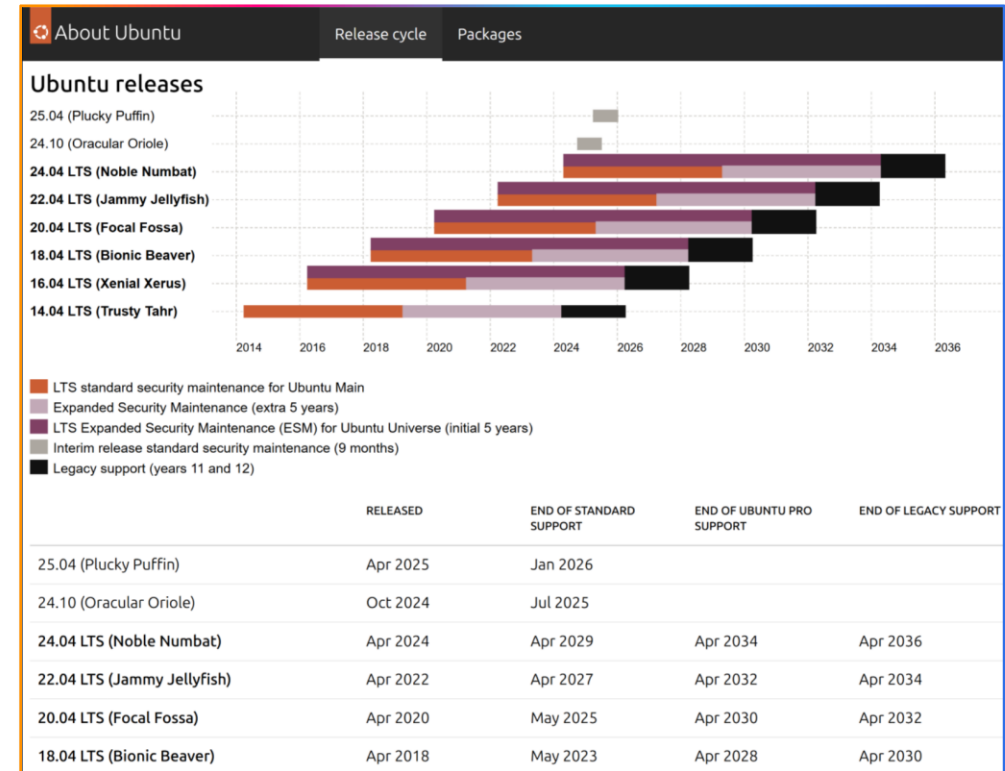 About Ubuntu Release cycle Packages
Ubuntu releases
25.04 (Plucky Puffin)
24.10 (Oracular Oriole)
24.04 LTS (Noble Numbat)
22.04 LTS (Jammy Jellyfish)
20.04 LTS (Focal Fossa)
18.04 LTS (Bionic Beaver)
16.04 LTS (Xenial Xerus)
14.04 LTS (Trusty Tahr)
2014 2016 2018 2020 2022 2024 2026 2028 2030 2032 2034 2036
LTS standard security maintenance for Ubuntu Main
Expanded Security Maintenance (extra 5 years)
LTS Expanded Security Maintenance (ESM) for Ubuntu Universe (initial 5 years)
Interim release standard security maintenance (9 months)
Legacy support (years 11 and 12)
RELEASED END OF STANDARD END OF UBUNTU PRO END OF LEGACY SUPPORT
SUPPORT SUPPORT
25.04 (Plucky Puffin) Apr 2025 Jan 2026
24.10 (Oracular Oriole) Oct 2024 Jul 2025
24.04 LTS (Noble Numbat) Apr 2024 Apr 2029 Apr 2034 Apr 2036
22.04 LTS (Jammy Jellyfish) Apr 2022 Apr 2027 Apr 2032 Apr 2034
20.04 LTS (Focal Fossa) Apr 2020 May 2025 Apr 2030 Apr 2032
18.04 LTS (Bionic Beaver) Apr 2018 May 2023 Apr 2028 Apr 2030